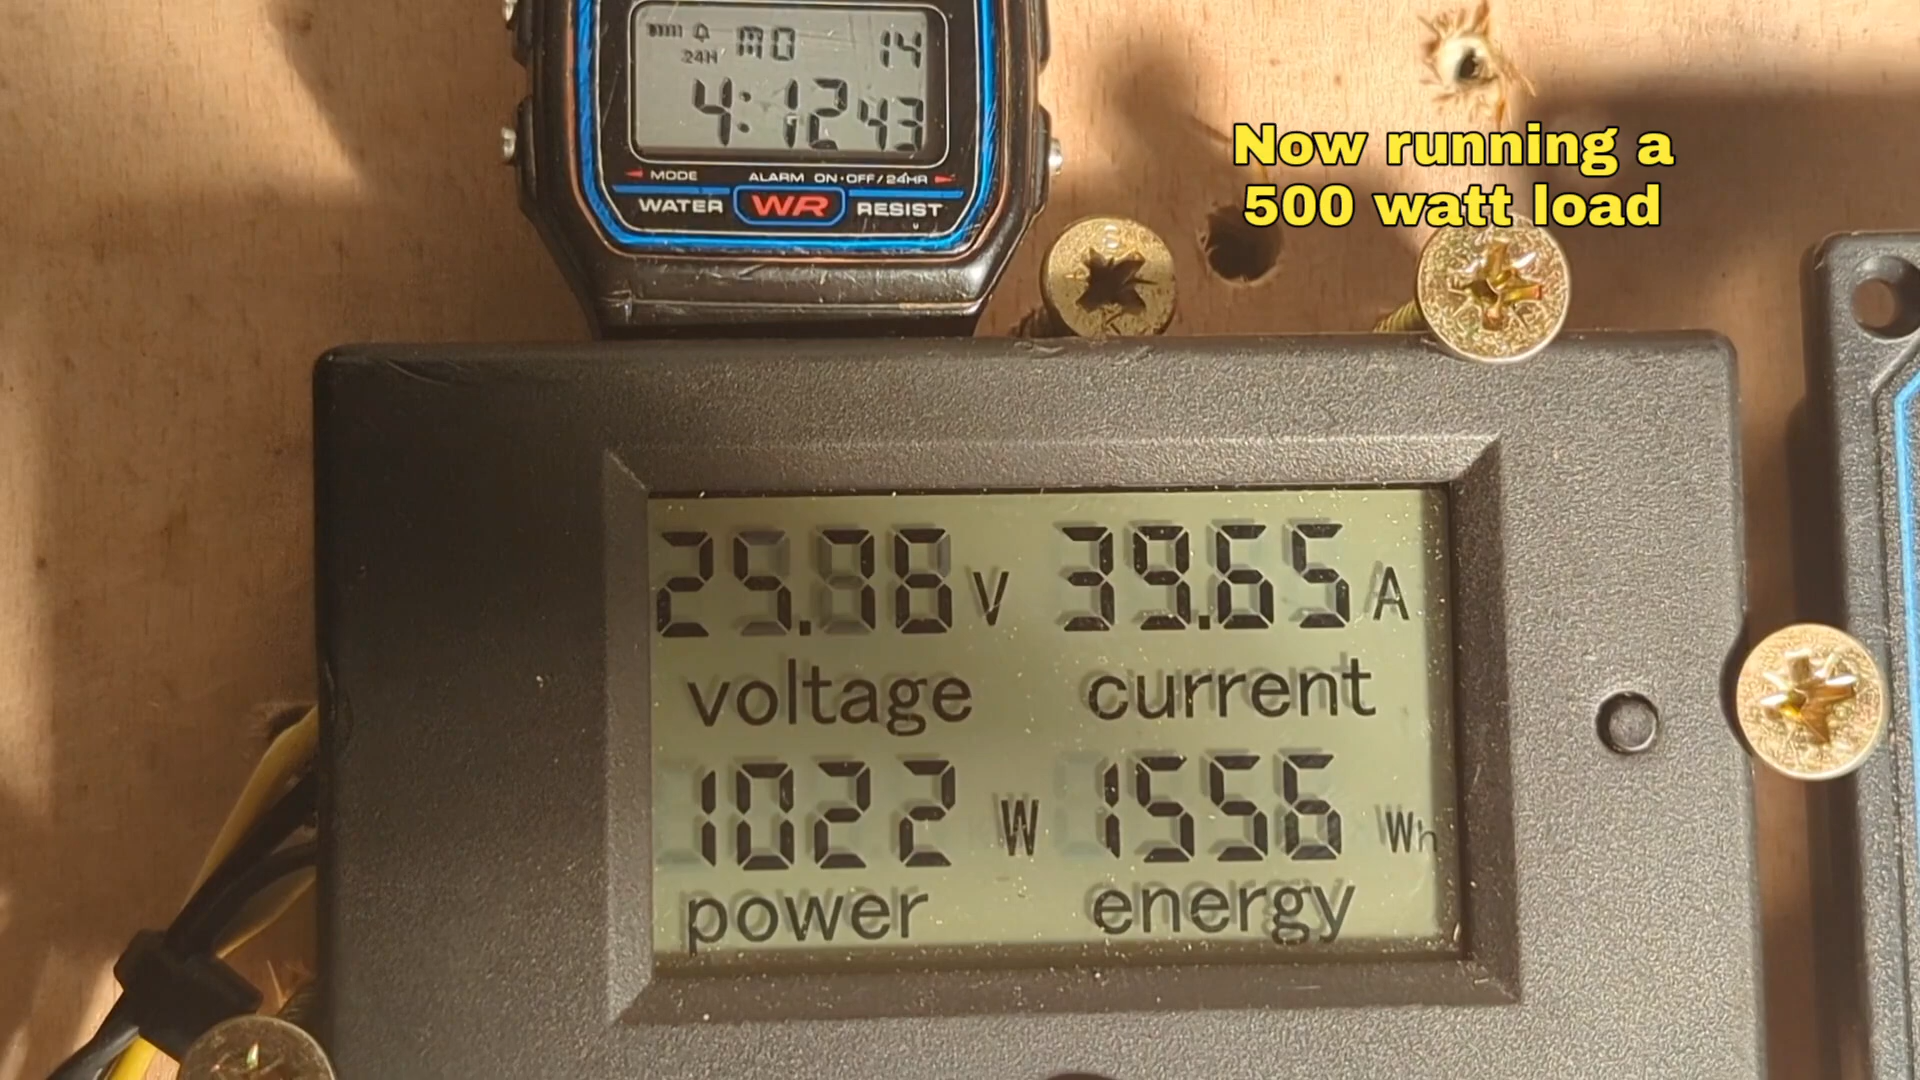 MO 14
24H
4:12 43
MODE ALARM ON·OFF/24HR
WATER WR RESIST
Now running a
500 watt load
25.78 V 39.65 A
voltage current
1022 W 1556 Wh
power energy